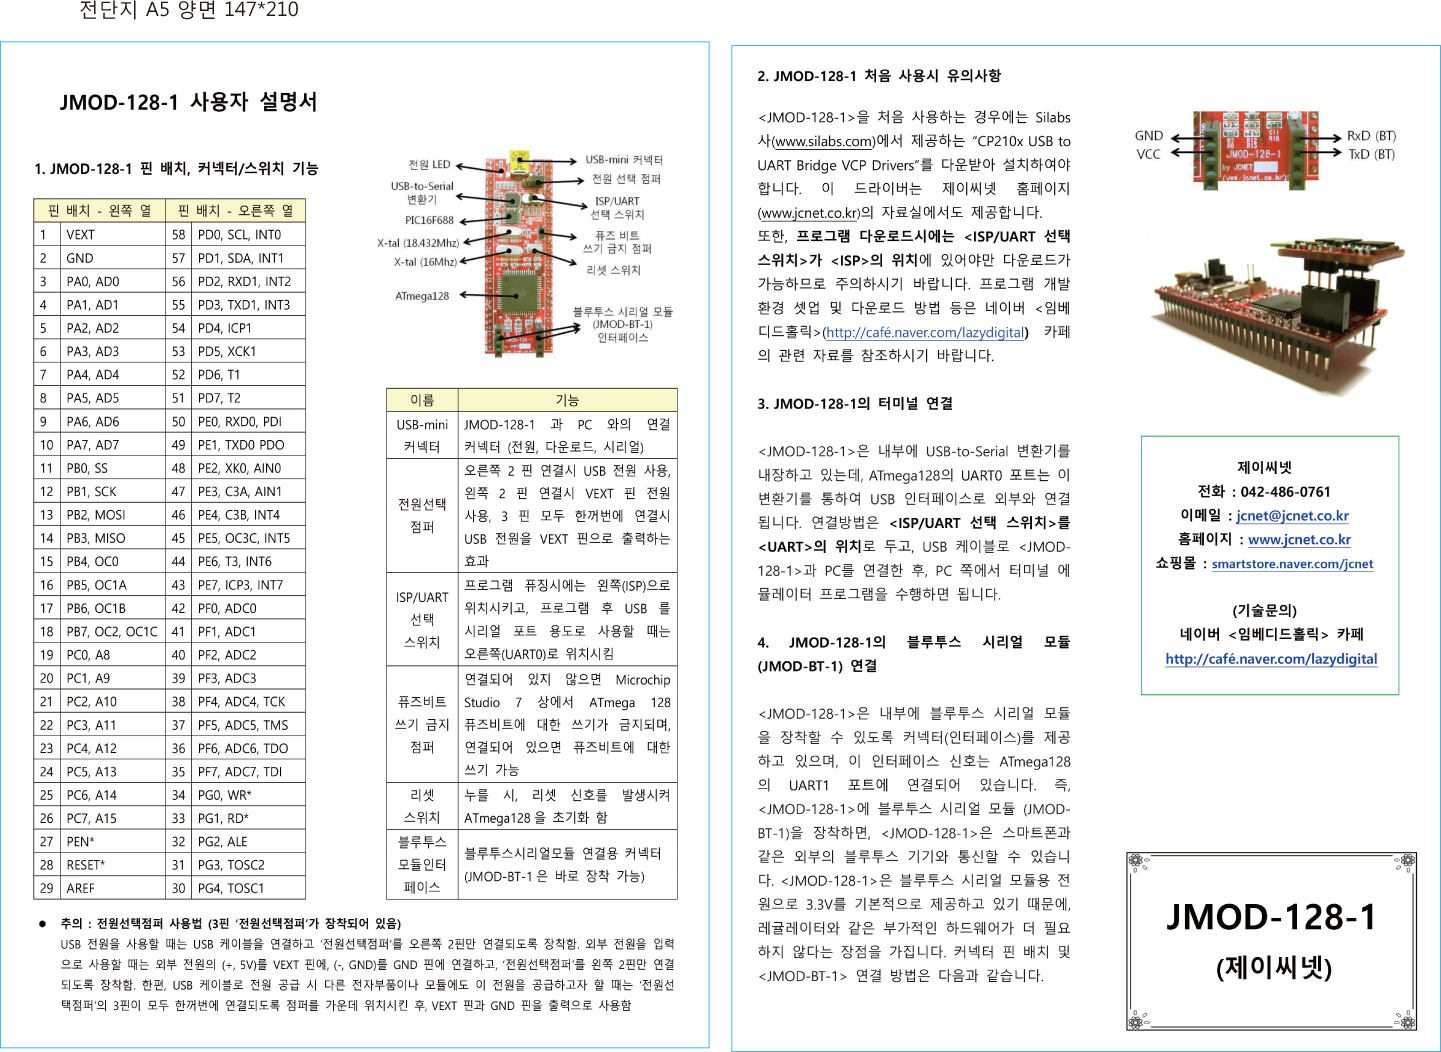 전단지 A5 양면 147*210
JMOD-128-1 사용자 설명서
1. JMOD-128-1 핀 배치, 커넥터/스위치 기능
핀 배치 - 왼쪽 열 핀 배치 - 오른쪽 열
1 VEXT 58 PD0, SCL, INT0
2 GND 57 PD1, SDA, INT1
3 PA0, AD0 56 PD2, RXD1, INT2
4 PA1, AD1 55 PD3, TXD1, INT3
5 PA2, AD2 54 PD4, ICP1
6 PA3, AD3 53 PD5, XCK1
7 PA4, AD4 52 PD6, T1
8 PA5, AD5 51 PD7, T2
9 PA6, AD6 50 PE0, RXD0, PDI
10 PA7, AD7 49 PE1, TXD0 PDO
11 PB0, SS 48 PE2, XK0, AIN0
12 PB1, SCK 47 PE3, C3A, AIN1
13 PB2, MOSI 46 PE4, C3B, INT4
14 PB3, MISO 45 PE5, OC3C, INT5
15 PB4, OC0 44 PE6, T3, INT6
16 PB5, OC1A 43 PE7, ICP3, INT7
17 PB6, OC1B 42 PF0, ADC0
18 PB7, OC2, OC1C 41 PF1, ADC1
19 PC0, A8 40 PF2, ADC2
20 PC1, A9 39 PF3, ADC3
21 PC2, A10 38 PF4, ADC4, TCK
22 PC3, A11 37 PF5, ADC5, TMS
23 PC4, A12 36 PF6, ADC6, TDO
24 PC5, A13 35 PF7, ADC7, TDI
25 PC6, A14 34 PG0, WR*
26 PC7, A15 33 PG1, RD*
27 PEN* 32 PG2, ALE
28 RESET* 31 PG3, TOSC2
29 AREF 30 PG4, TOSC1
전원 LED
USB-to-Serial
변환기
PIC16F688
X-tal (18.432Mhz)
X-tal (16Mhz)
ATmega128
USB-mini 커넥터
전원 선택 점퍼
ISP/UART
선택 스위치
퓨즈 비트
쓰기 금지 점퍼
리셋 스위치
블루투스 시리얼 모듈
(JMOD-BT-1)
인터페이스
이름 기능
USB-mini
커넥터
JMOD-128-1 과 PC 와의 연결
커넥터 (전원, 다운로드, 시리얼)
전원선택
점퍼
오른쪽 2 핀 연결시 USB 전원 사용,
왼쪽 2 핀 연결시 VEXT 핀 전원
사용, 3 핀 모두 한꺼번에 연결시
USB 전원을 VEXT 핀으로 출력하는
효과
ISP/UART
선택
스위치
프로그램 퓨징시에는 왼쪽(ISP)으로
위치시키고, 프로그램 후 USB 를
시리얼 포트 용도로 사용할 때는
오른쪽(UART0)로 위치시킴
퓨즈비트
쓰기 금지
점퍼
연결되어 있지 않으면 Microchip
Studio 7 상에서 ATmega 128
퓨즈비트에 대한 쓰기가 금지되며,
연결되어 있으면 퓨즈비트에 대한
쓰기 가능
리셋
스위치
누를 시, 리셋 신호를 발생시켜
ATmega128 을 초기화 함
블루투스
모듈인터
페이스
블루투스시리얼모듈 연결용 커넥터
(JMOD-BT-1 은 바로 장착 가능)
● 추의 : 전원선택점퍼 사용법 (3핀 ‘전원선택점퍼’가 장착되어 있음)
USB 전원을 사용할 때는 USB 케이블을 연결하고 ‘전원선택점퍼’를 오른쪽 2핀만 연결되도록 장착함. 외부 전원을 입력
으로 사용할 때는 외부 전원의 (+, 5V)를 VEXT 핀에, (-, GND)를 GND 핀에 연결하고, ‘전원선택점퍼’를 왼쪽 2핀만 연결
되도록 장착함. 한편, USB 케이블로 전원 공급 시 다른 전자부품이나 모듈에도 이 전원을 공급하고자 할 때는 ‘전원선
택점퍼’의 3핀이 모두 한꺼번에 연결되도록 점퍼를 가운데 위치시킨 후, VEXT 핀과 GND 핀을 출력으로 사용함
2. JMOD-128-1 처음 사용시 유의사항
<JMOD-128-1>을 처음 사용하는 경우에는 Silabs
사(www.silabs.com)에서 제공하는 “CP210x USB to
UART Bridge VCP Drivers”를 다운받아 설치하여야
합니다. 이 드라이버는 제이씨넷 홈페이지
(www.jcnet.co.kr)의 자료실에서도 제공합니다.
또한, 프로그램 다운로드시에는 <ISP/UART 선택
스위치>가 <ISP>의 위치에 있어야만 다운로드가
가능하므로 주의하시기 바랍니다. 프로그램 개발
환경 셋업 및 다운로드 방법 등은 네이버 <임베
디드홀릭>(http://café.naver.com/lazydigital) 카페
의 관련 자료를 참조하시기 바랍니다.
3. JMOD-128-1의 터미널 연결
<JMOD-128-1>은 내부에 USB-to-Serial 변환기를
내장하고 있는데, ATmega128의 UART0 포트는 이
변환기를 통하여 USB 인터페이스로 외부와 연결
됩니다. 연결방법은 <ISP/UART 선택 스위치>를
<UART>의 위치로 두고, USB 케이블로 <JMOD-
128-1>과 PC를 연결한 후, PC 쪽에서 터미널 에
뮬레이터 프로그램을 수행하면 됩니다.
4. JMOD-128-1의 블루투스 시리얼 모듈
(JMOD-BT-1) 연결
<JMOD-128-1>은 내부에 블루투스 시리얼 모듈
을 장착할 수 있도록 커넥터(인터페이스)를 제공
하고 있으며, 이 인터페이스 신호는 ATmega128
의 UART1 포트에 연결되어 있습니다. 즉,
<JMOD-128-1>에 블루투스 시리얼 모듈 (JMOD-
BT-1)을 장착하면, <JMOD-128-1>은 스마트폰과
같은 외부의 블루투스 기기와 통신할 수 있습니
다. <JMOD-128-1>은 블루투스 시리얼 모듈용 전
원으로 3.3V를 기본적으로 제공하고 있기 때문에,
레귤레이터와 같은 부가적인 하드웨어가 더 필요
하지 않다는 장점을 가집니다. 커넥터 핀 배치 및
<JMOD-BT-1> 연결 방법은 다음과 같습니다.
GND
VCC
RxD (BT)
TxD (BT)
JMOD-128-1
by JCNET
(www.jcnet.co.kr)
제이씨넷
전화 : 042-486-0761
이메일 : jcnet@jcnet.co.kr
홈페이지 : www.jcnet.co.kr
쇼핑몰 : smartstore.naver.com/jcnet
(기술문의)
네이버 <임베디드홀릭> 카페
http://café.naver.com/lazydigital
JMOD-128-1
(제이씨넷)